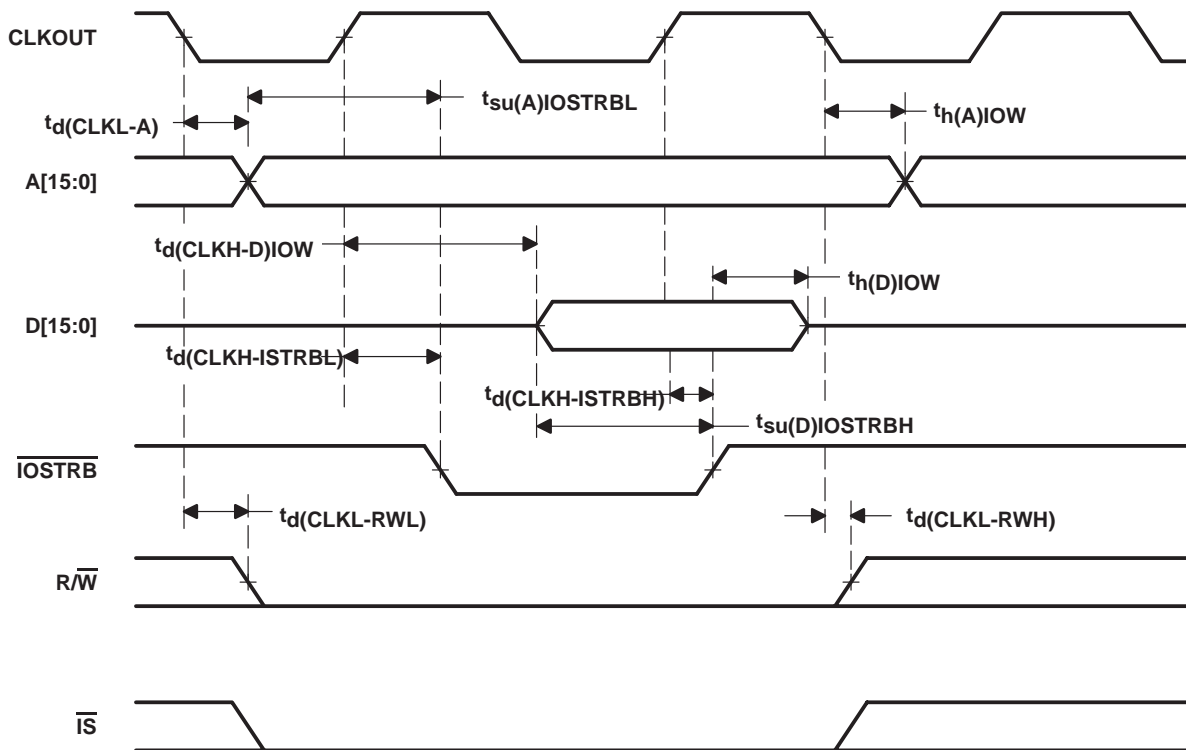 CLKOUT
tsu(A)IOSTRBL
td(CLKL-A)
th(A)IOW
A[15:0]
td(CLKH-D)IOW
th(D)IOW
D[15:0]
td(CLKH-ISTRBL)
td(CLKH-ISTRBH)
tsu(D)IOSTRBH
IOSTRB
td(CLKL-RWL)
td(CLKL-RWH)
R/W
IS